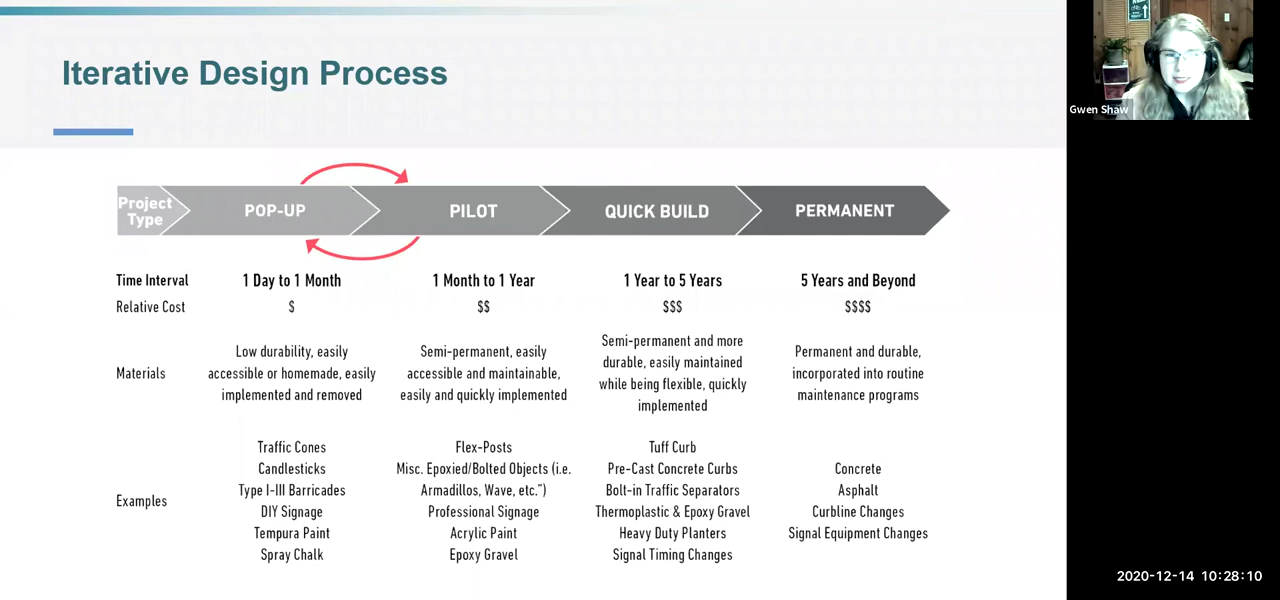 Iterative Design Process
Gwen Shaw
Project
Type
POP-UP
PILOT
QUICK BUILD
PERMANENT
Time Interval
1 Day to 1 Month
1 Month to 1 Year
1 Year to 5 Years
5 Years and Beyond
Relative Cost
$
$$
$$$
$$$$
Materials
Low durability, easily
accessible or homemade, easily
implemented and removed
Semi-permanent, easily
accessible and maintainable,
easily and quickly implemented
Semi-permanent and more
durable, easily maintained
while being flexible, quickly
implemented
Permanent and durable,
incorporated into routine
maintenance programs
Examples
Traffic Cones
Candlesticks
Type I-III Barricades
DIY Signage
Tempura Paint
Spray Chalk
Flex-Posts
Misc. Epoxied/Bolted Objects (i.e.
Armadillos, Wave, etc.”)
Professional Signage
Acrylic Paint
Epoxy Gravel
Tuff Curb
Pre-Cast Concrete Curbs
Bolt-in Traffic Separators
Thermoplastic & Epoxy Gravel
Heavy Duty Planters
Signal Timing Changes
Concrete
Asphalt
Curbline Changes
Signal Equipment Changes
2020-12-14 10:28:10